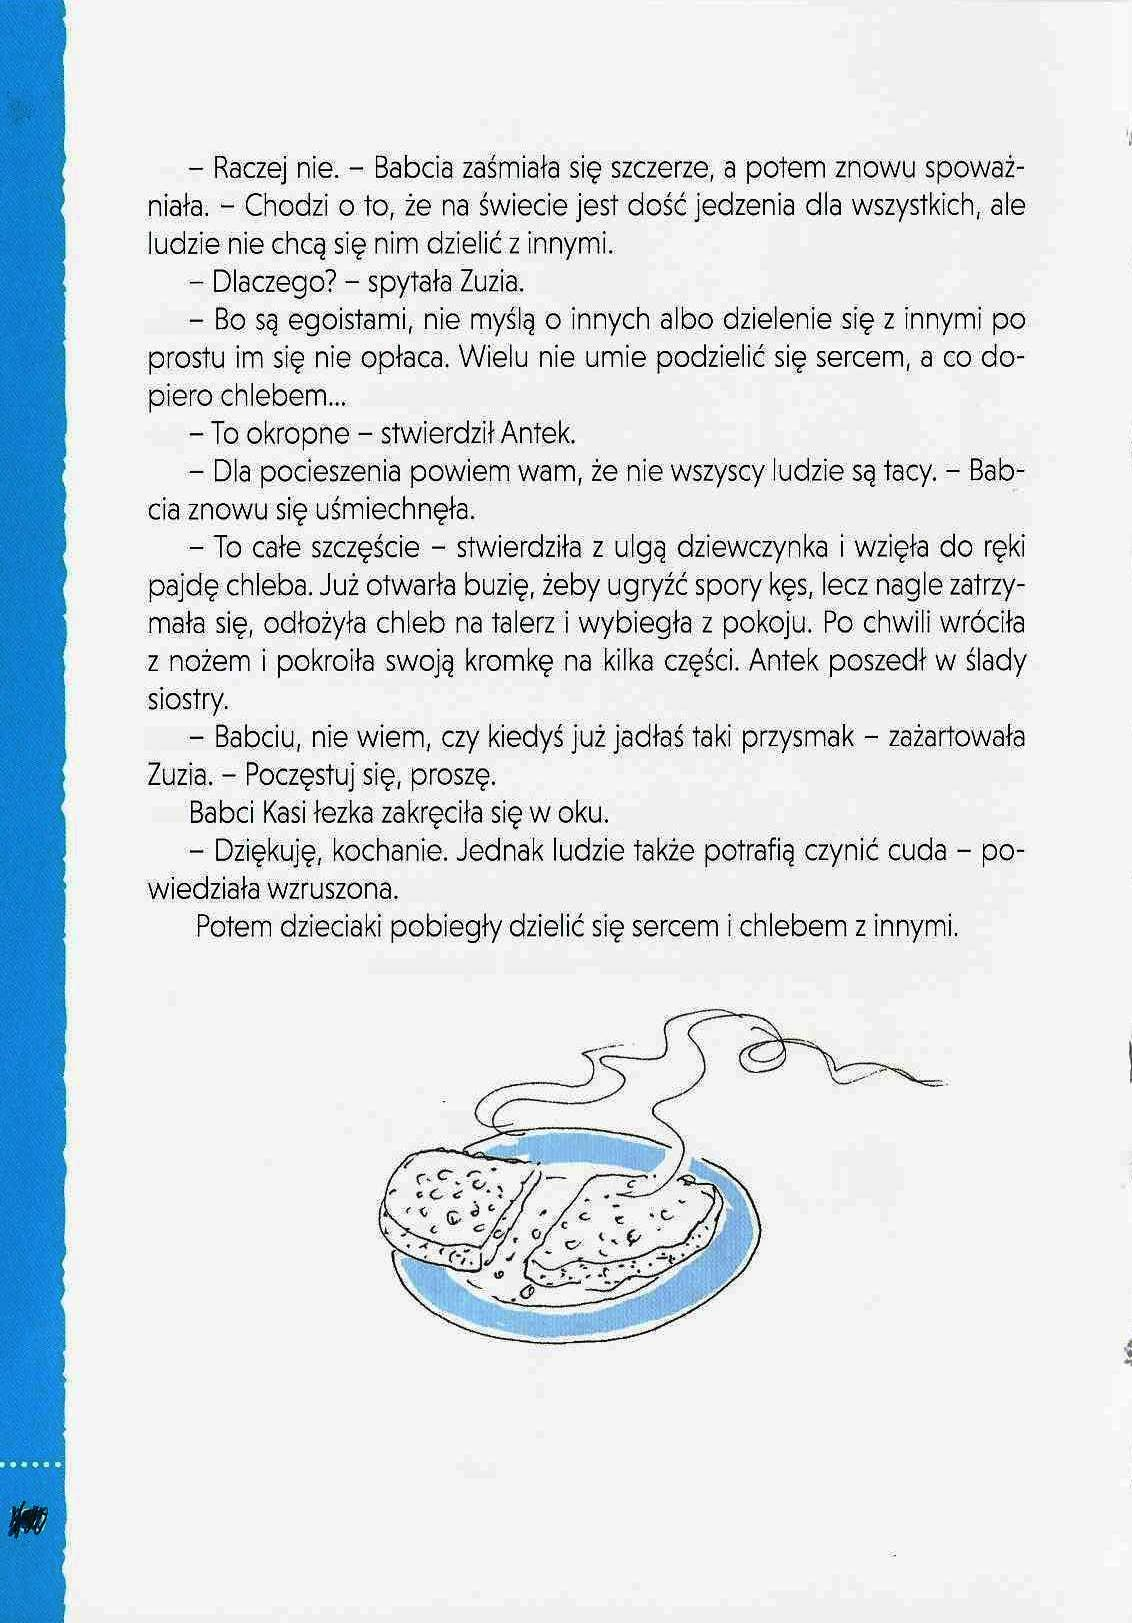 – Raczej nie. – Babcia zaśmiała się szczerze, a potem znowu spoważ-
niała. – Chodzi o to, że na świecie jest dość jedzenia dla wszystkich, ale
ludzie nie chcą się nim dzielić z innymi.
– Dlaczego? – spytała Zuzia.
– Bo są egoistami, nie myślą o innych albo dzielenie się z innymi po
prostu im się nie opłaca. Wielu nie umie podzielić się sercem, a co do-
piero chlebem...
– To okropne – stwierdził Antek.
– Dla pocieszenia powiem wam, że nie wszyscy ludzie są tacy. – Bab-
cia znowu się uśmiechnęła.
– To całe szczęście – stwierdziła z ulgą dziewczynka i wzięła do ręki
pajdę chleba. Już otwarła buzię, żeby ugryźć spory kęs, lecz nagle zatrzy-
mała się, odłożyła chleb na talerz i wybiegła z pokoju. Po chwili wróciła
z nożem i pokroiła swoją kromkę na kilka części. Antek poszedł w ślady
siostry.
– Babciu, nie wiem, czy kiedyś już jadłaś taki przysmak – zażartowała
Zuzia. – Poczęstuj się, proszę.
Babci Kasi łezka zakręciła się w oku.
– Dziękuję, kochanie. Jednak ludzie także potrafią czynić cuda – po-
wiedziała wzruszona.
Potem dzieciaki pobiegły dzielić się sercem i chlebem z innymi.